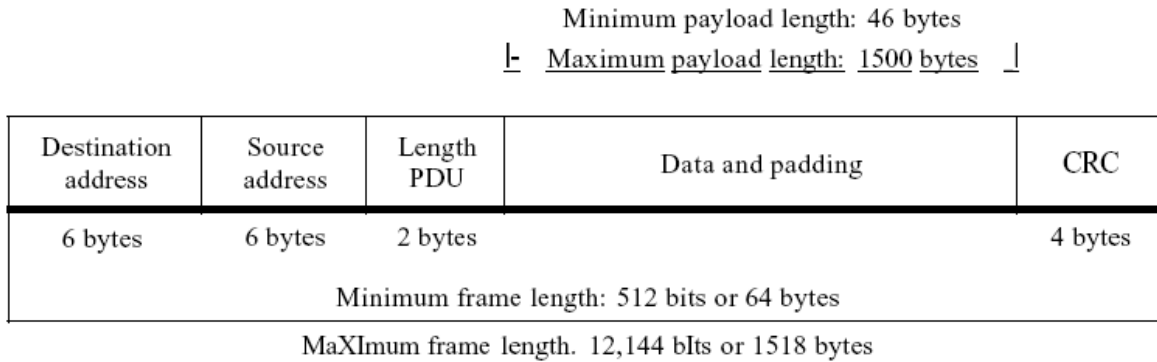 Minimum payload length: 46 bytes
|- Maximum payload length: 1500 bytes _|
Destination address
Source address
Length PDU
Data and padding
CRC
6 bytes
6 bytes
2 bytes
4 bytes
Minimum frame length: 512 bits or 64 bytes
MaXImum frame length. 12,144 bIts or 1518 bytes